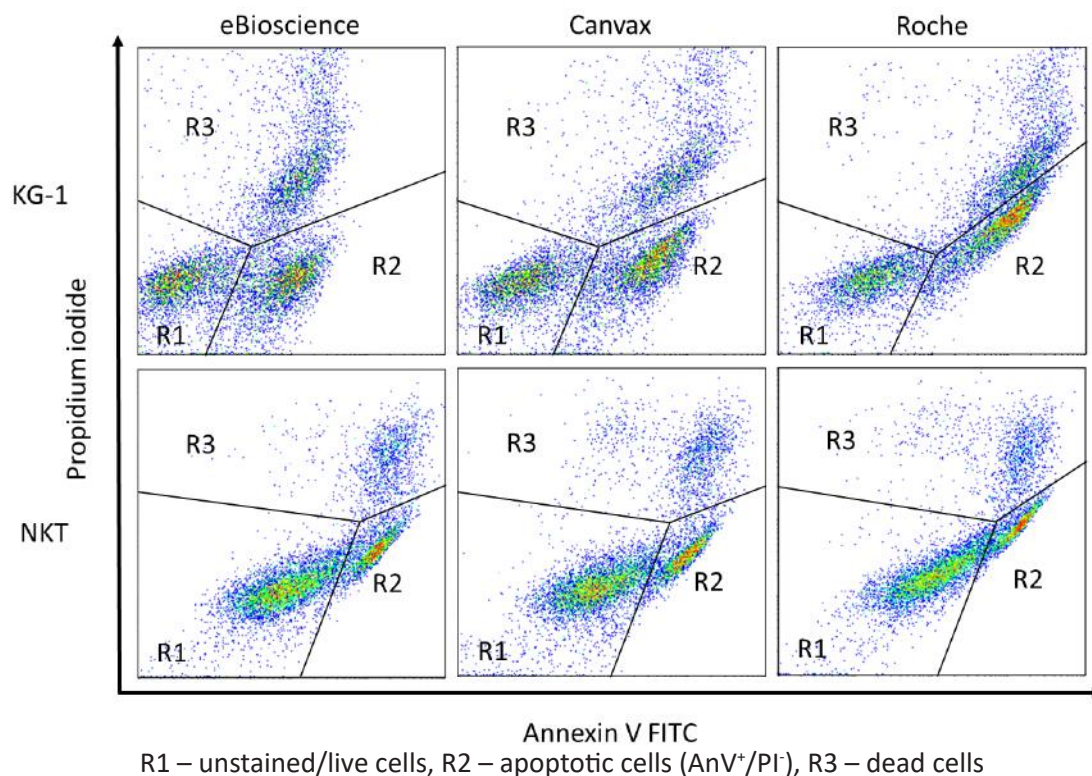 eBioscience Canvax Roche
KG-1
R3 R3 R3
R2 R2 R2
R1 R1 R1
Propidium iodide
NKT
R3 R3 R3
R2 R2 R2
R1 R1 R1
Annexin V FITC
R1 – unstained/live cells, R2 – apoptotic cells (AnV⁺/PI⁻), R3 – dead cells